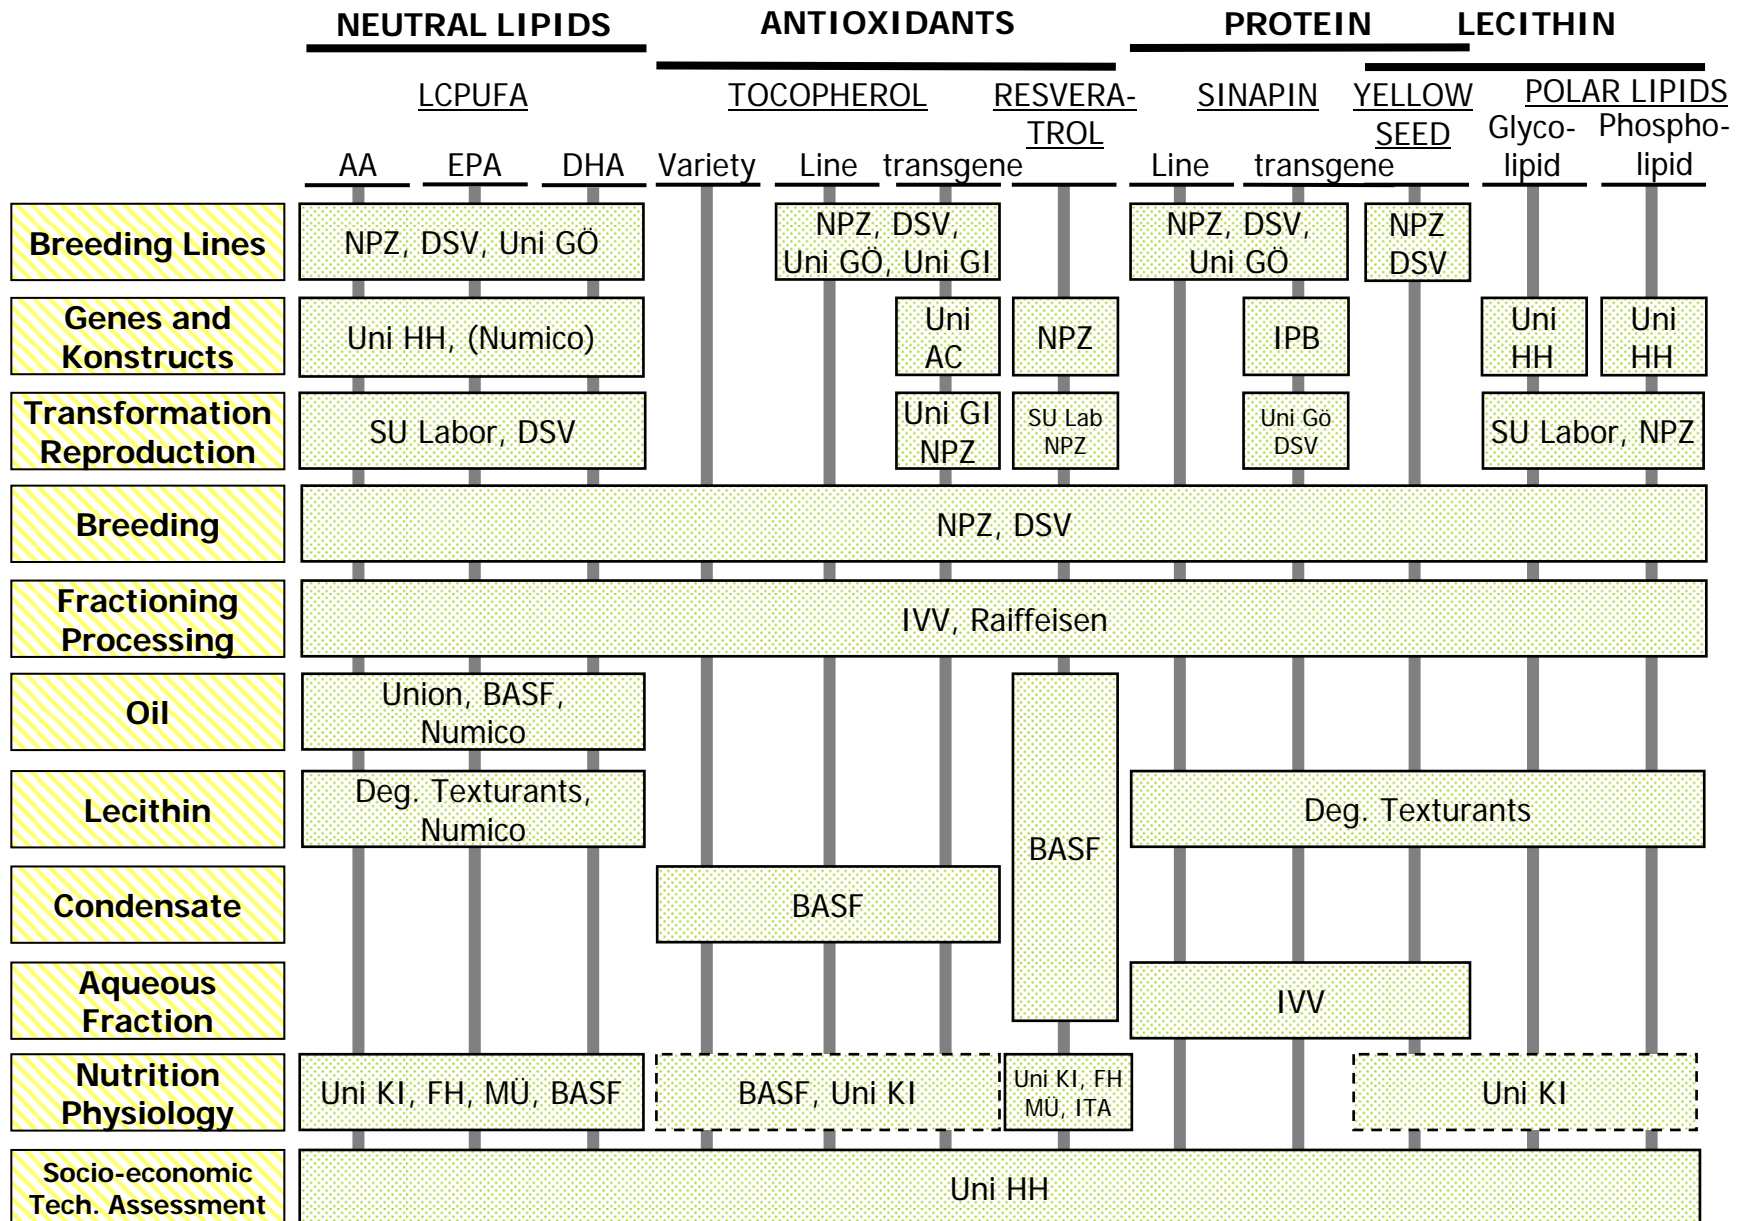 NEUTRAL LIPIDS ANTIOXIDANTS PROTEIN LECITHIN
LCPUFA TOCOPHEROL RESVERA- SINAPIN YELLOW POLAR LIPIDS
TROL SEED Glyco- Phospho-
AA EPA DHA Variety Line transgene Line transgene lipid lipid
Breeding Lines
NPZ, DSV, Uni GÖ
NPZ, DSV,
Uni GÖ, Uni GI
NPZ, DSV,
Uni GÖ
NPZ
DSV
Genes and
Konstructs
Uni HH, (Numico)
Uni
AC
NPZ
IPB
Uni
HH
Uni
HH
Transformation
Reproduction
SU Labor, DSV
Uni GI
NPZ
SU Lab
NPZ
Uni Gö
DSV
SU Labor, NPZ
Breeding
NPZ, DSV
Fractioning
Processing
IVV, Raiffeisen
Oil
Union, BASF,
Numico
BASF
Lecithin
Deg. Texturants,
Numico
Deg. Texturants
Condensate
BASF
Aqueous
Fraction
IVV
Nutrition
Physiology
Uni KI, FH, MÜ, BASF
BASF, Uni KI
Uni KI, FH
MÜ, ITA
Uni KI
Socio-economic
Tech. Assessment
Uni HH